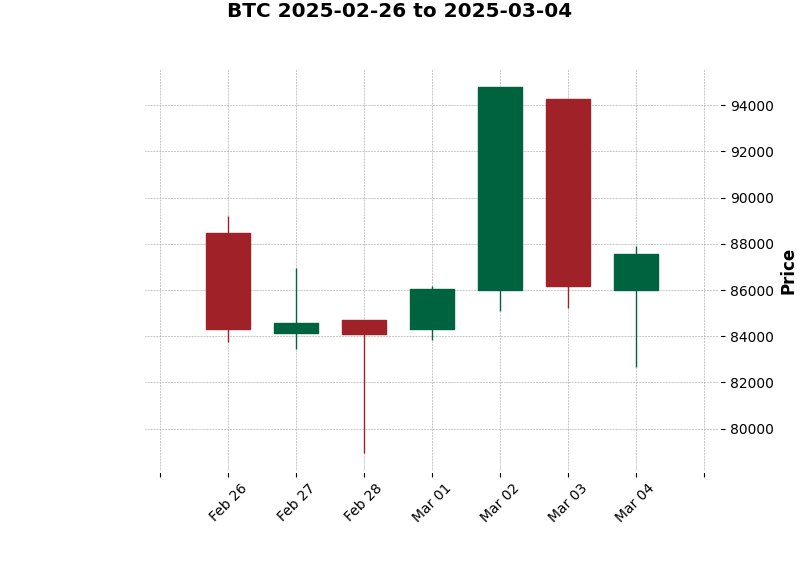 BTC 2025-02-26 to 2025-03-04
94000
92000
90000
88000
86000
84000
82000
80000
Price
Feb 26
Feb 27
Feb 28
Mar 01
Mar 02
Mar 03
Mar 04